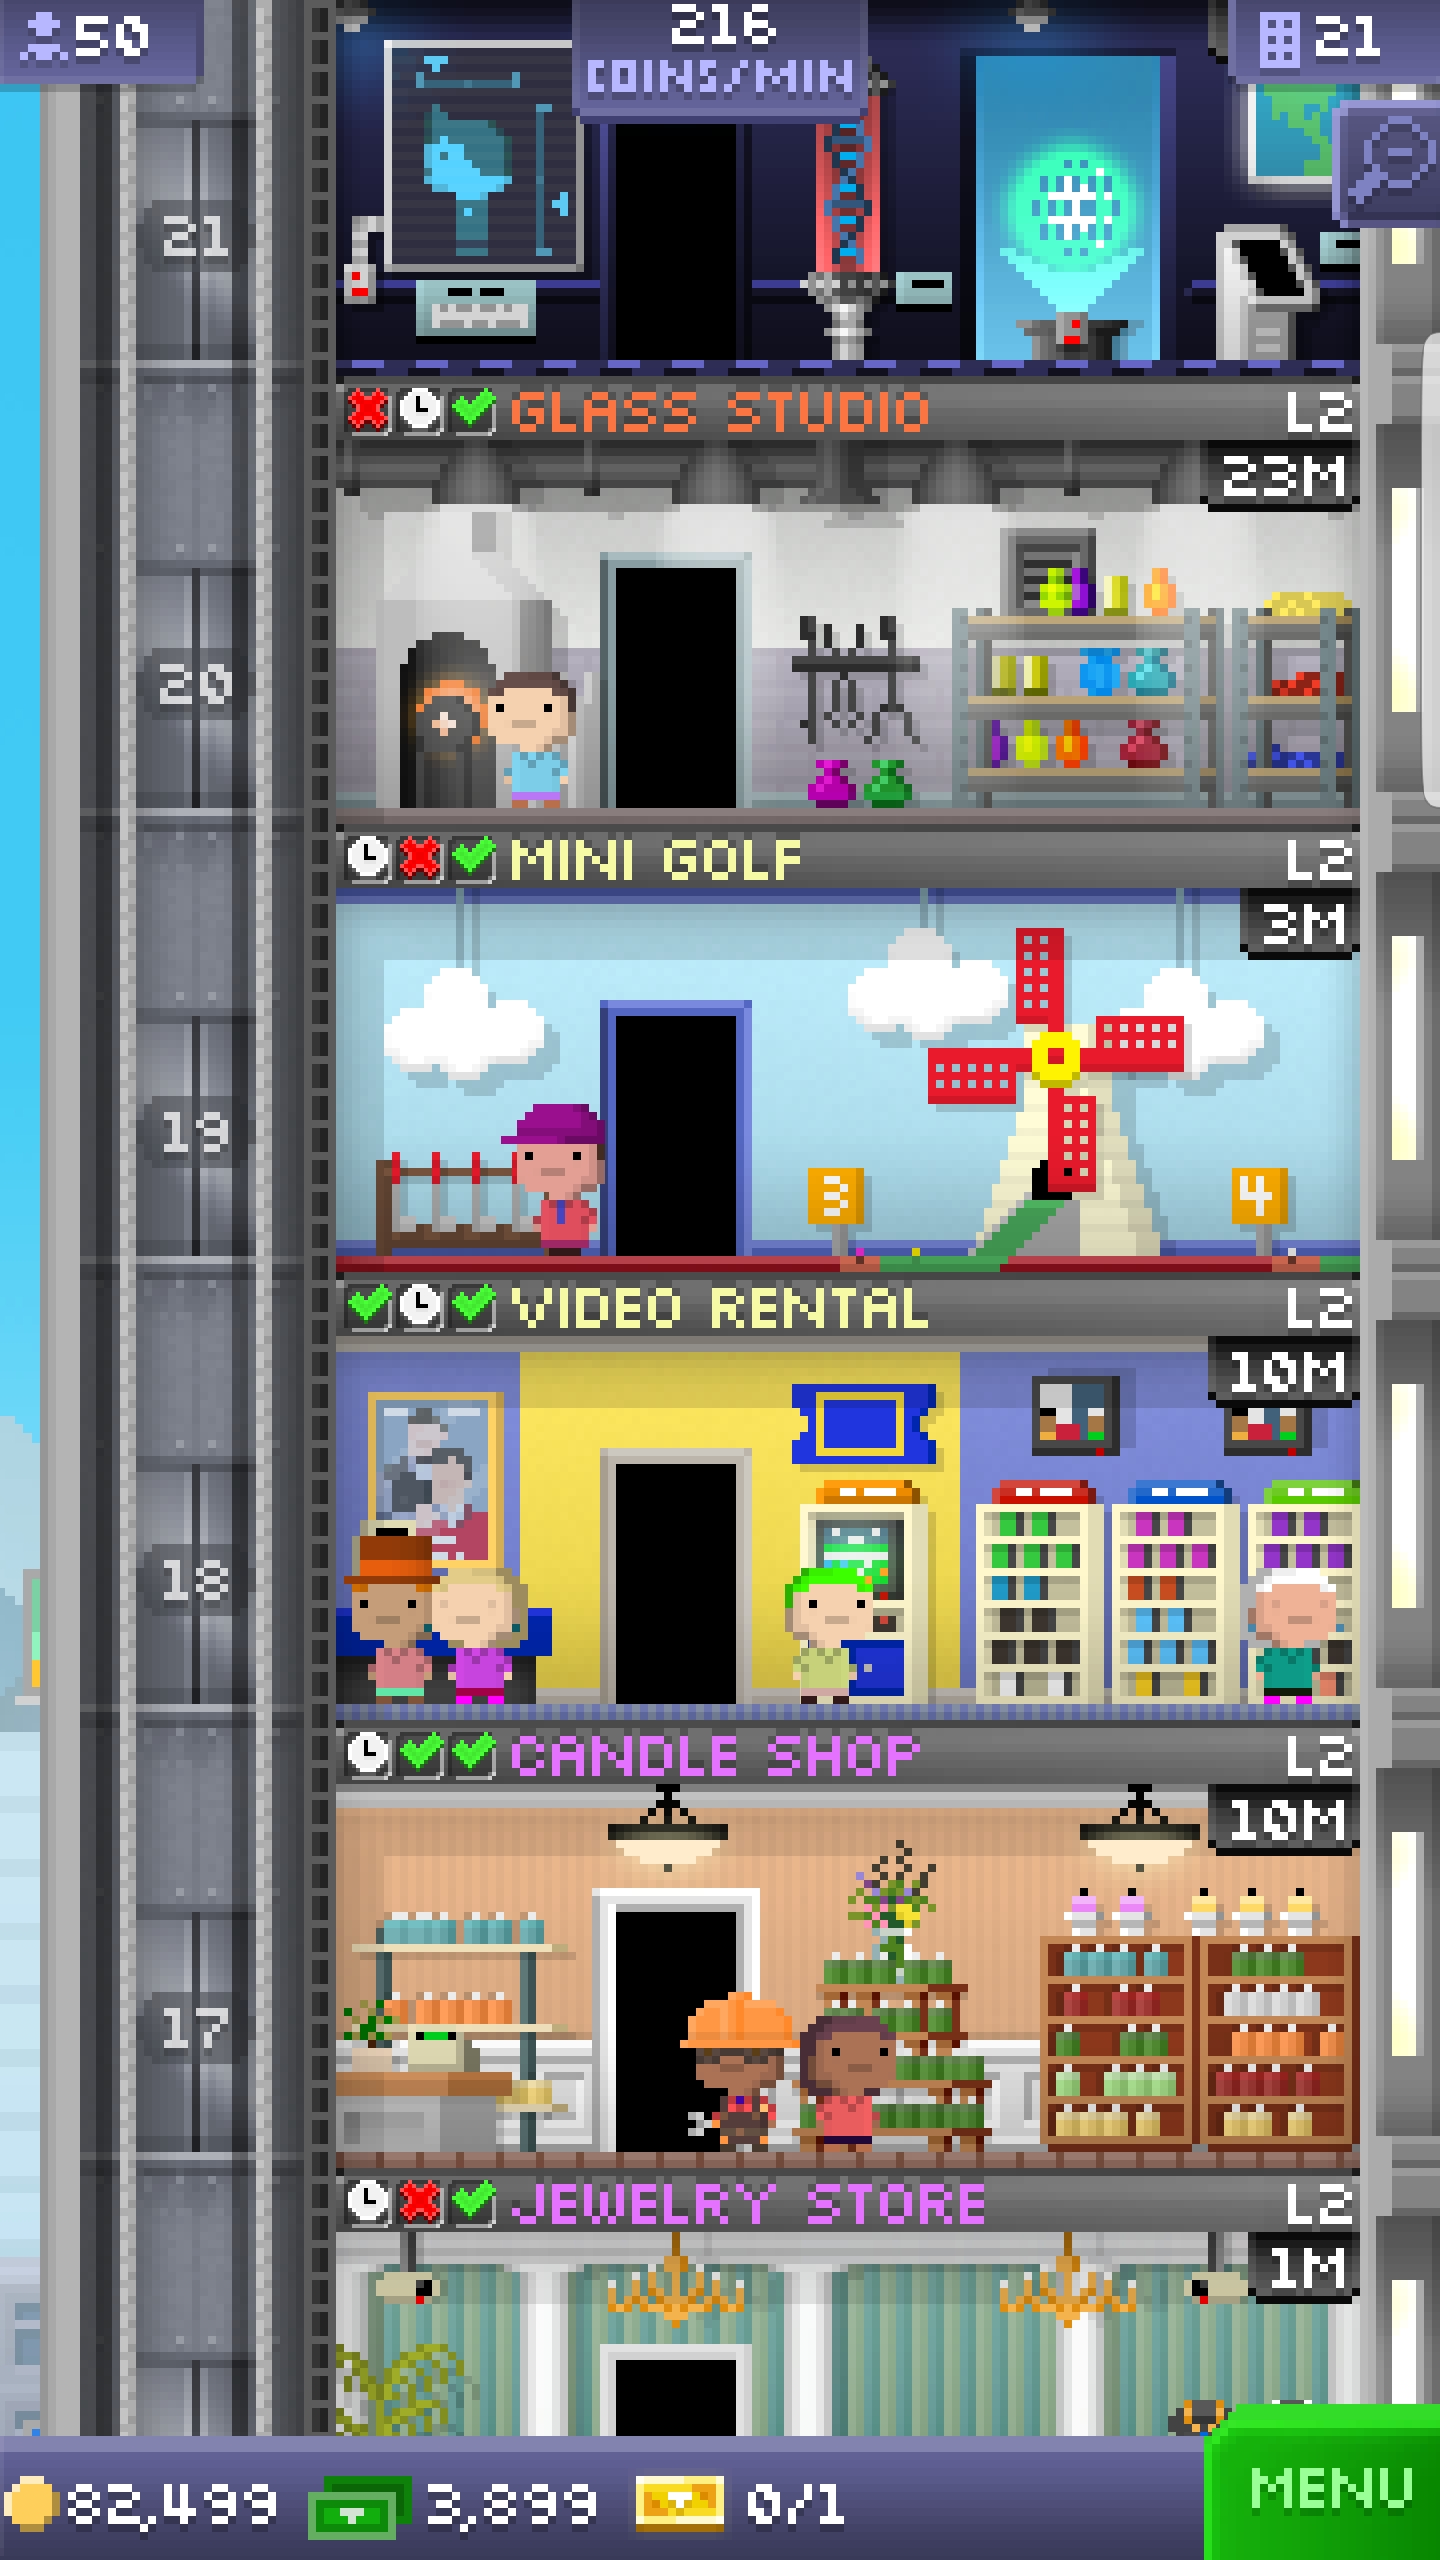 50
216
COINS/MIN
21
21
GLASS STUDIO L2
23M
20
MINI GOLF L2
3M
19
3
4
VIDEO RENTAL L2
10M
18
CANDLE SHOP L2
10M
17
JEWELRY STORE L2
1M
82,499 3,899 0/1
MENU